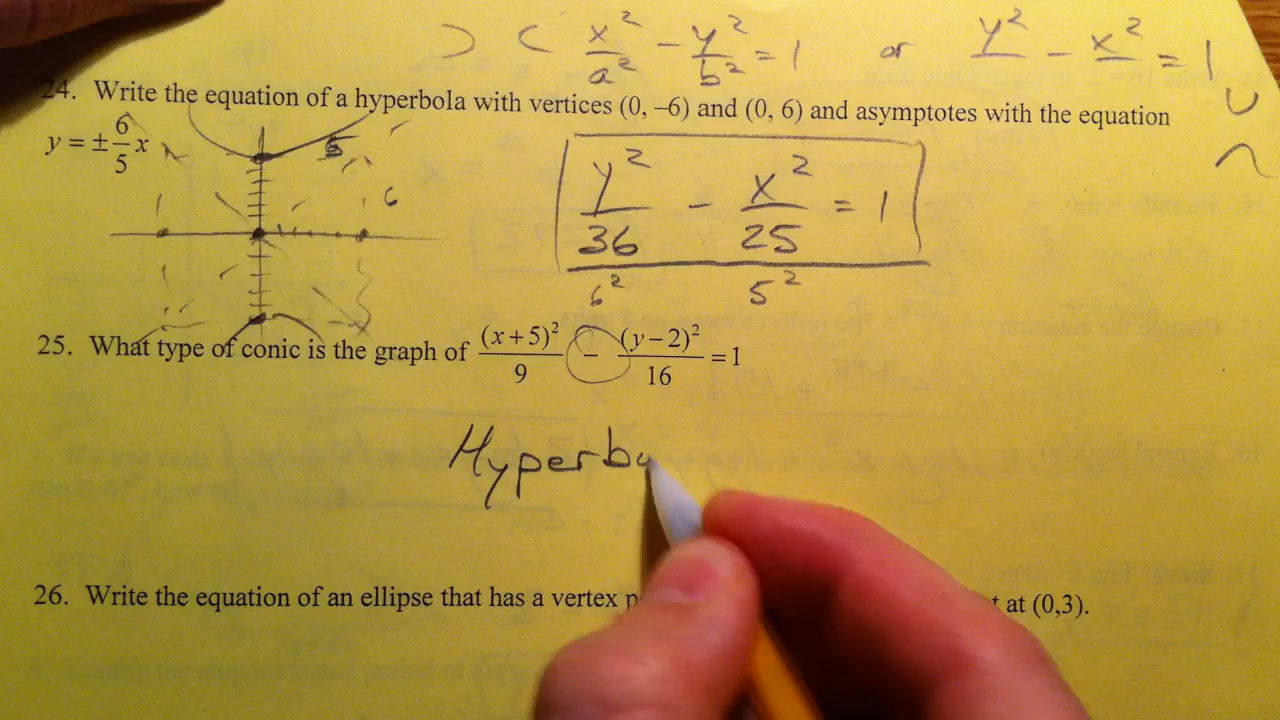 x²/a² - y²/b² = 1 or y²/ - x²/ = 1
24. Write the equation of a hyperbola with vertices (0, –6) and (0, 6) and asymptotes with the equation
y = ± 6/5 x
5
6
y²/36 - x²/25 = 1
6² 5²
25. What type of conic is the graph of (x+5)²/9 - (y−2)²/16 = 1
Hyperbo
26. Write the equation of an ellipse that has a vertex at (0,3).